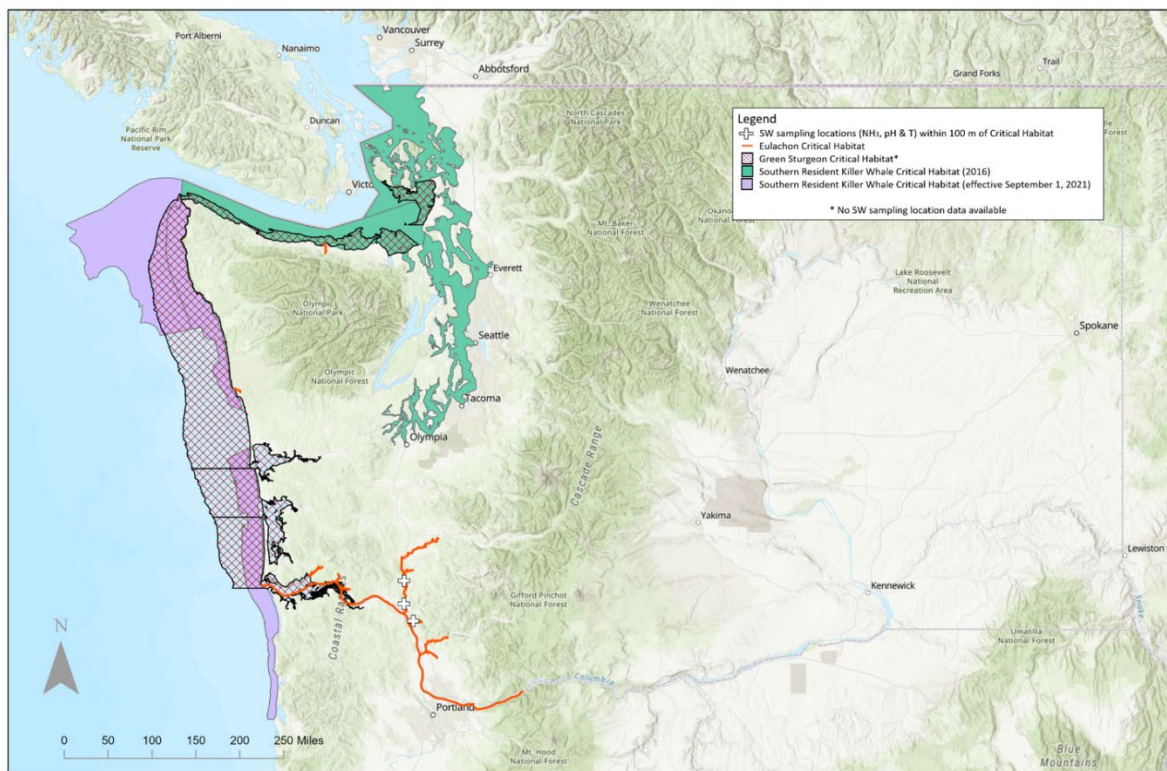 Vancouver
Surrey
Port Alberni
Nanaimo
Abbotsford
Trail
Grand Forks
Pacific Rim
National Park
Reserve
Duncan
North Cascades
National Park
Legend
SW sampling locations (NH₃, pH & T) within 100 m of Critical Habitat
Eulachon Critical Habitat
Green Sturgeon Critical Habitat*
Southern Resident Killer Whale Critical Habitat (2016)
Southern Resident Killer Whale Critical Habitat (effective September 1, 2021)
* No SW sampling location data available
Victo
Mt. Baker-
National Forest
Okano
Everett
Lake Roosevelt
National
Recreation Area
Olympic
National Park
Wenatchee
National Forest
Seattle
Spokane
Olympic
National Forest
Wenatchee
Tacoma
Olympia
Cascade Range
Yakima
Lewiston
Coastal Ra
Gifford Pinchot
National Forest
Kennewick
Snake
Umatilla
National Forest
N
Columbia
Portland
0 50 100 150 200 250 Miles
Mt. Hood
National Forest
Blue
Mountains